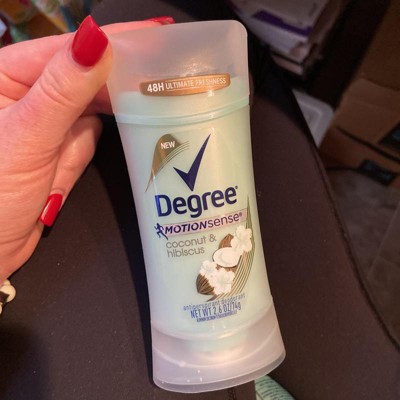 48H ULTIMATE FRESHNESS
NEW
Degree®
MOTIONSENSE®
coconut &
hibiscus
antiperspirant deodorant
NET WT 2.6 OZ/74g